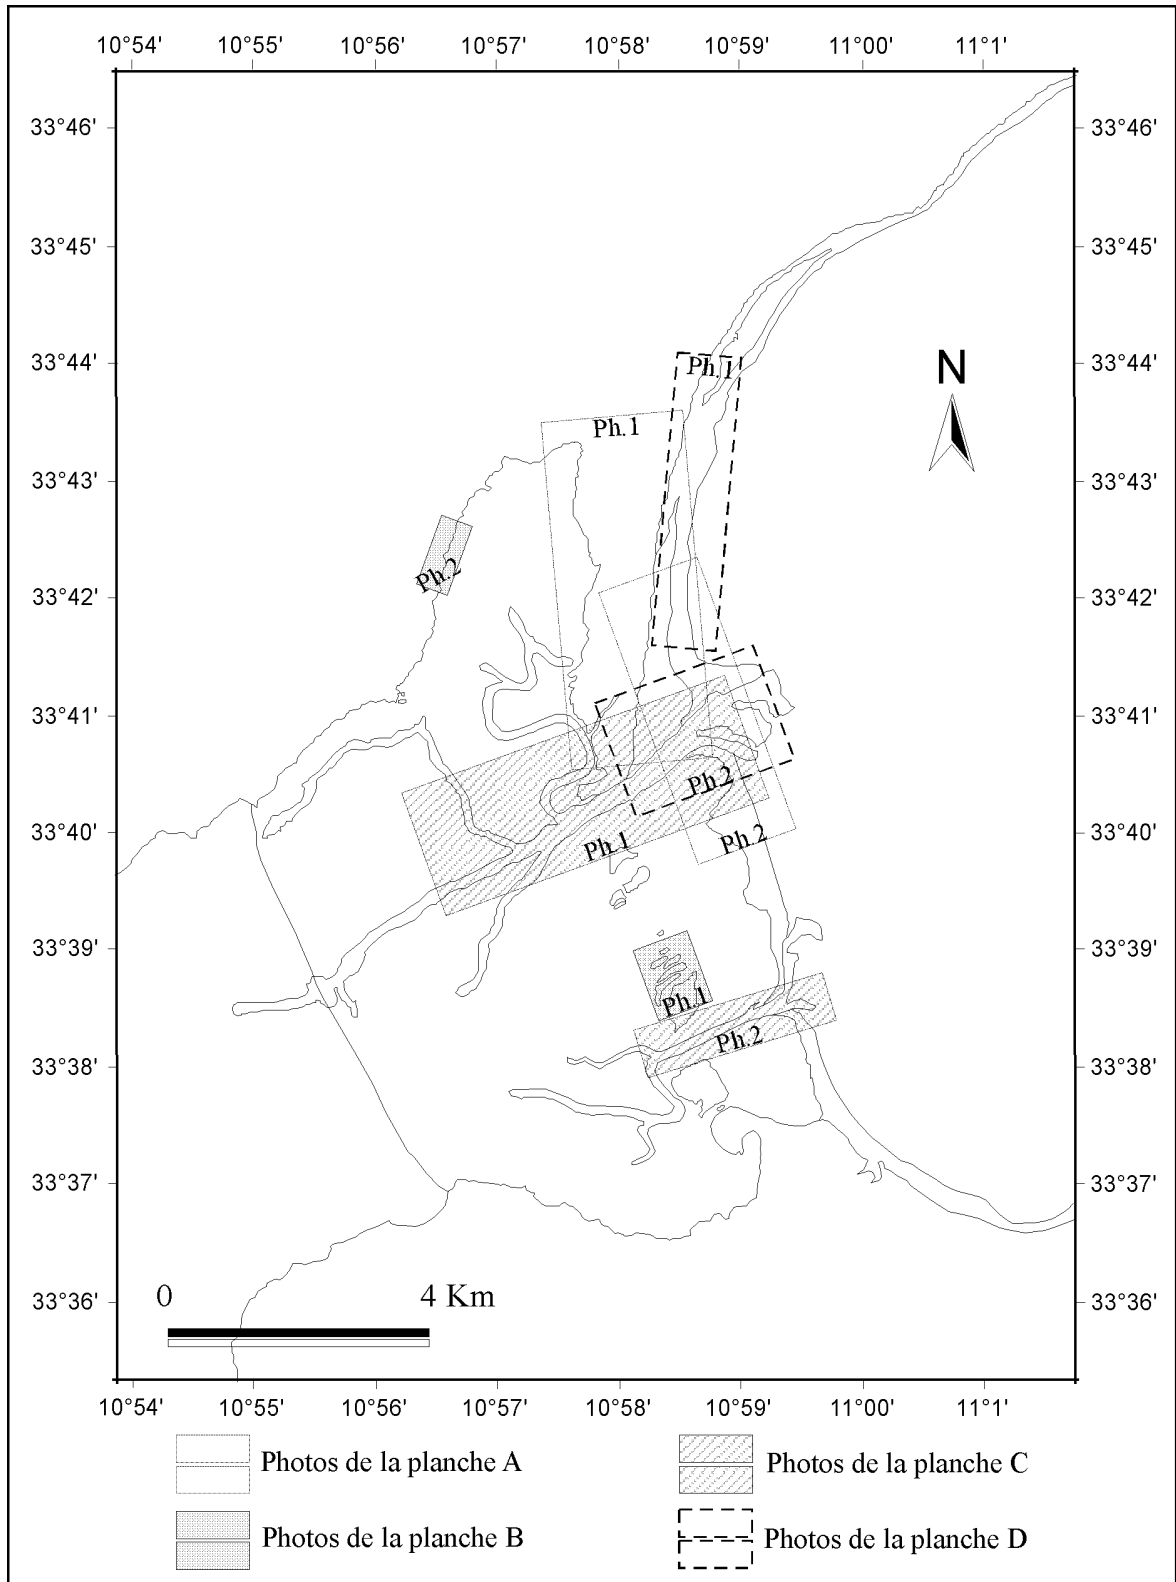 10°54' 10°55' 10°56' 10°57' 10°58' 10°59' 11°00' 11°1'
33°46' 33°46'
33°45' 33°45'
33°44' 33°44'
Ph.1
N
Ph.1
33°43' 33°43'
Ph.2
33°42' 33°42'
33°41' 33°41'
Ph.2
33°40' 33°40'
Ph.2
Ph.1
33°39' 33°39'
Ph.1
Ph.2
33°38' 33°38'
33°37' 33°37'
33°36' 33°36'
0 4 Km
10°54' 10°55' 10°56' 10°57' 10°58' 10°59' 11°00' 11°1'
Photos de la planche A
Photos de la planche C
Photos de la planche B
Photos de la planche D